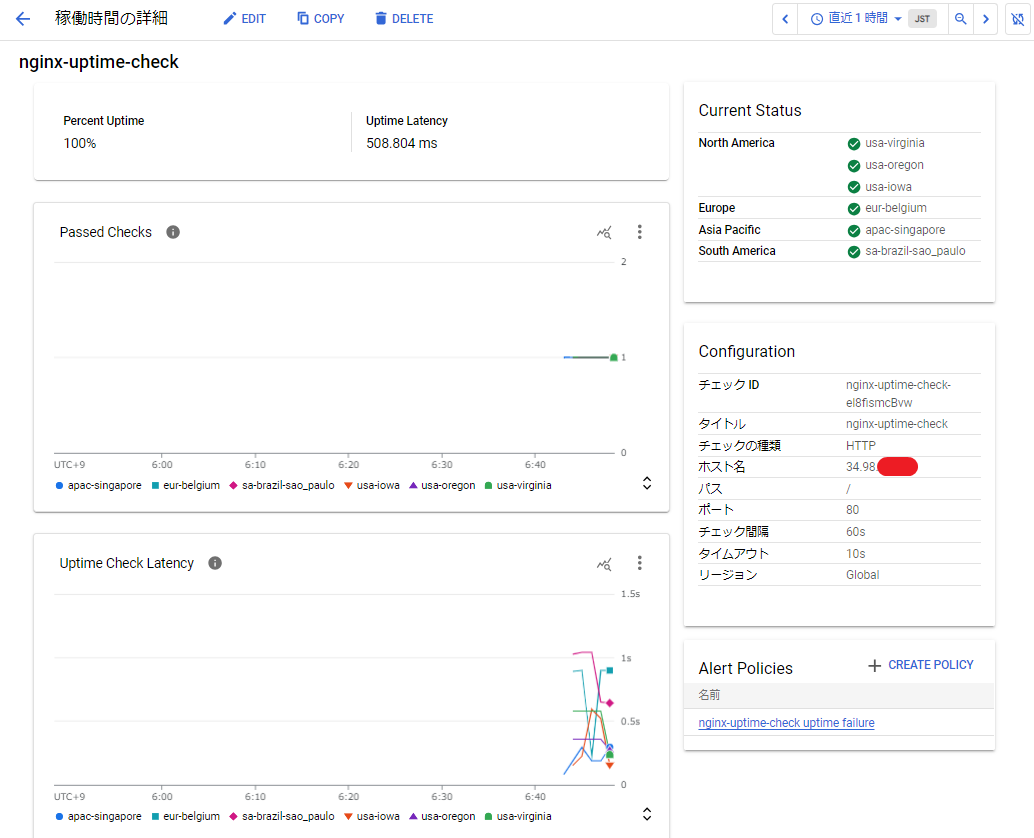 稼働時間の詳細
EDIT
COPY
DELETE
直近 1 時間
JST
nginx-uptime-check
Percent Uptime
100%
Uptime Latency
508.804 ms
Passed Checks
2
1
0
UTC+9 6:00 6:10 6:20 6:30 6:40
apac-singapore eur-belgium sa-brazil-sao_paulo usa-iowa usa-oregon usa-virginia
Uptime Check Latency
1.5s
1s
0.5s
0
UTC+9 6:00 6:10 6:20 6:30 6:40
apac-singapore eur-belgium sa-brazil-sao_paulo usa-iowa usa-oregon usa-virginia
Current Status
North America usa-virginia
usa-oregon
usa-iowa
Europe eur-belgium
Asia Pacific apac-singapore
South America sa-brazil-sao_paulo
Configuration
チェック ID nginx-uptime-check-
el8fismcBvw
タイトル nginx-uptime-check
チェックの種類 HTTP
ホスト名 34.98
パス /
ポート 80
チェック間隔 60s
タイムアウト 10s
リージョン Global
Alert Policies
CREATE POLICY
名前
nginx-uptime-check uptime failure